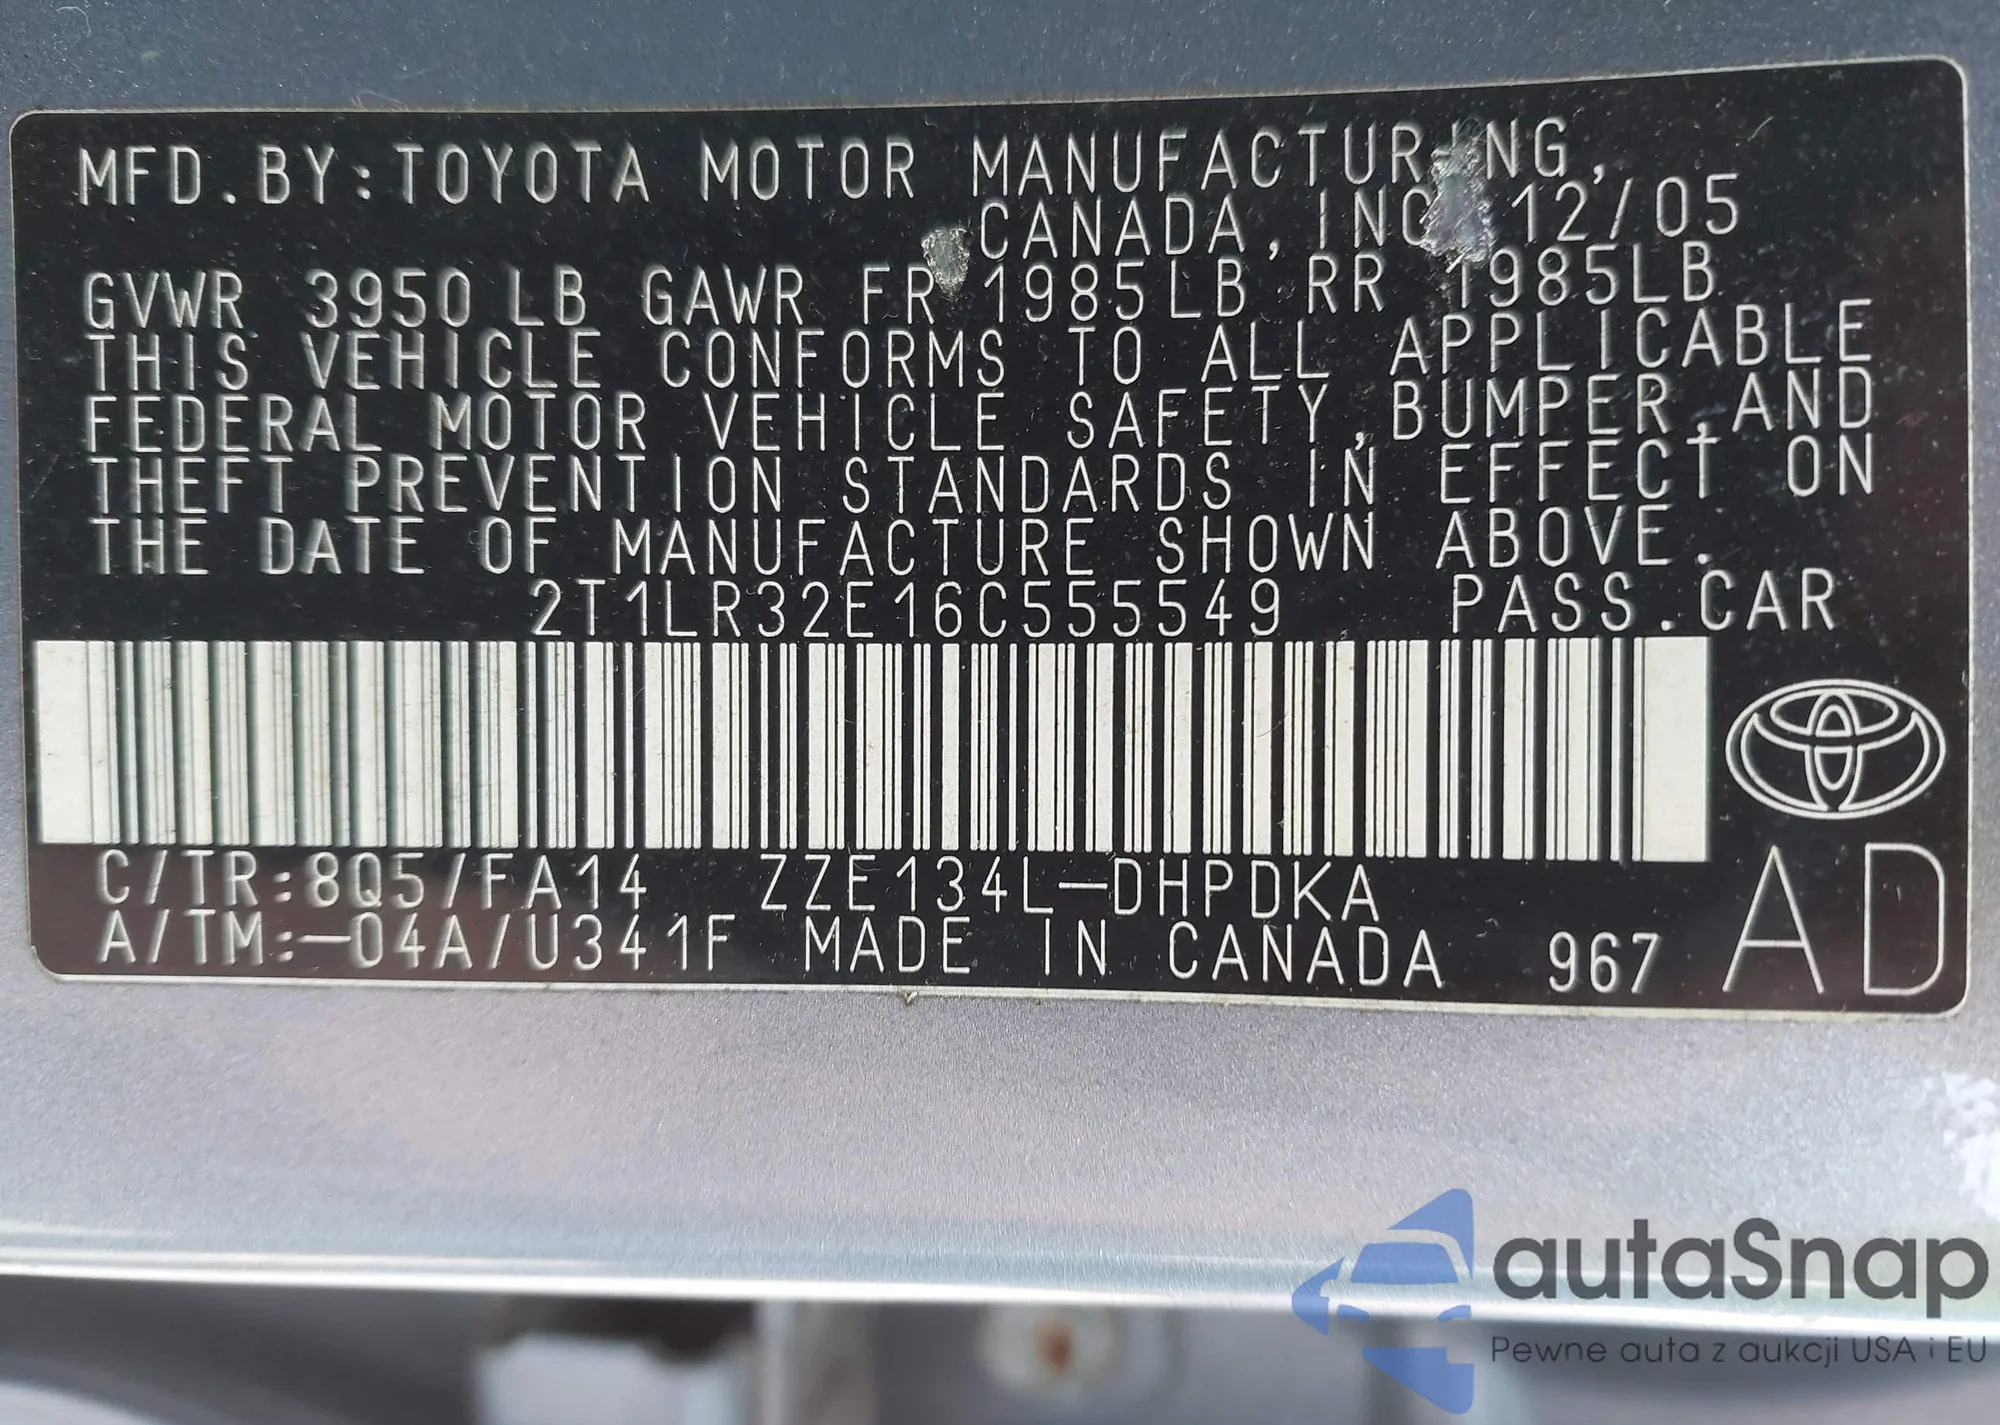 MFD.BY:TOYOTA MOTOR MANUFACTURING,
CANADA,INC. 12/05
GVWR 3950 LB GAWR FR 1985LB RR 1985LB
THIS VEHICLE CONFORMS TO ALL APPLICABLE
FEDERAL MOTOR VEHICLE SAFETY,BUMPER,AND
THEFT PREVENTION STANDARDS IN EFFECT ON
THE DATE OF MANUFACTURE SHOWN ABOVE.
2T1LR32E16C555549 PASS.CAR
C/TR:8Q5/FA14 ZZE134L-DHPDKA
A/TM:-04A/U341F MADE IN CANADA 967
AD
autaSnap
Pewne auta z aukcji USA i EU